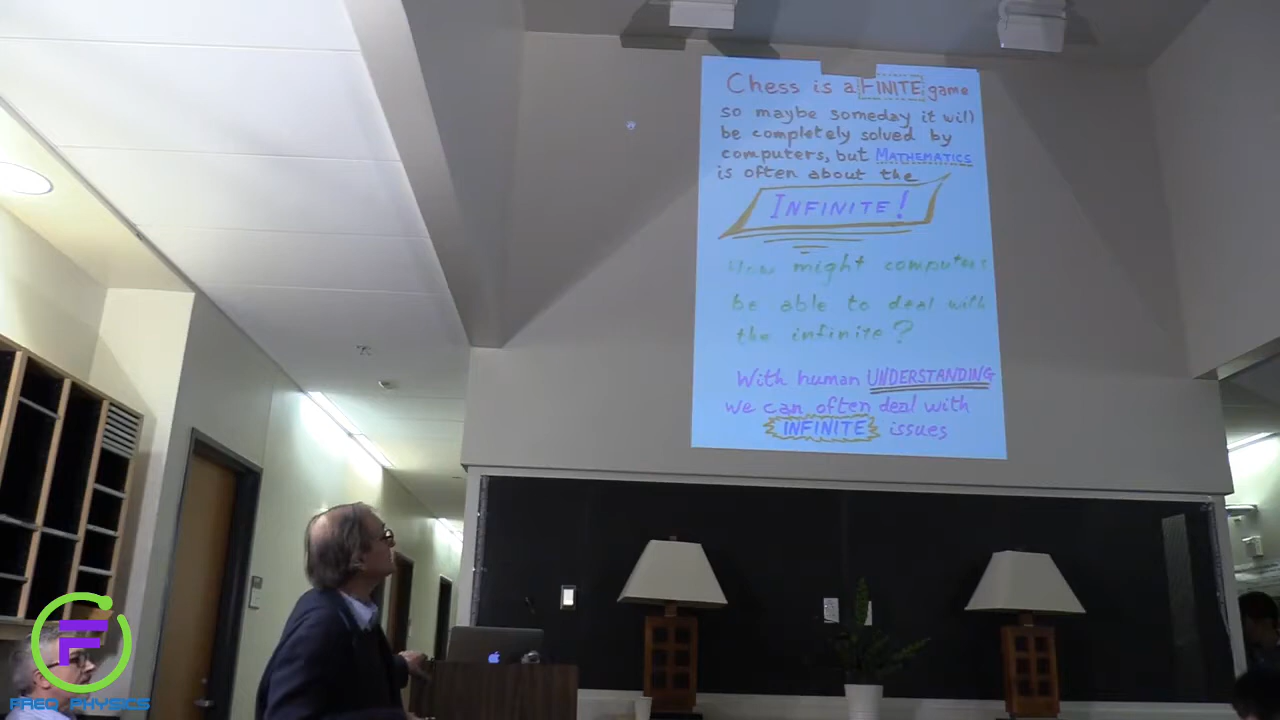 Chess is a FINITE game
so maybe someday it will
be completely solved by
computers, but MATHEMATICS
is often about the
INFINITE!
How might computers
be able to deal with
the infinite?
With human UNDERSTANDING
we can often deal with
INFINITE issues
FREQ PHYSICS